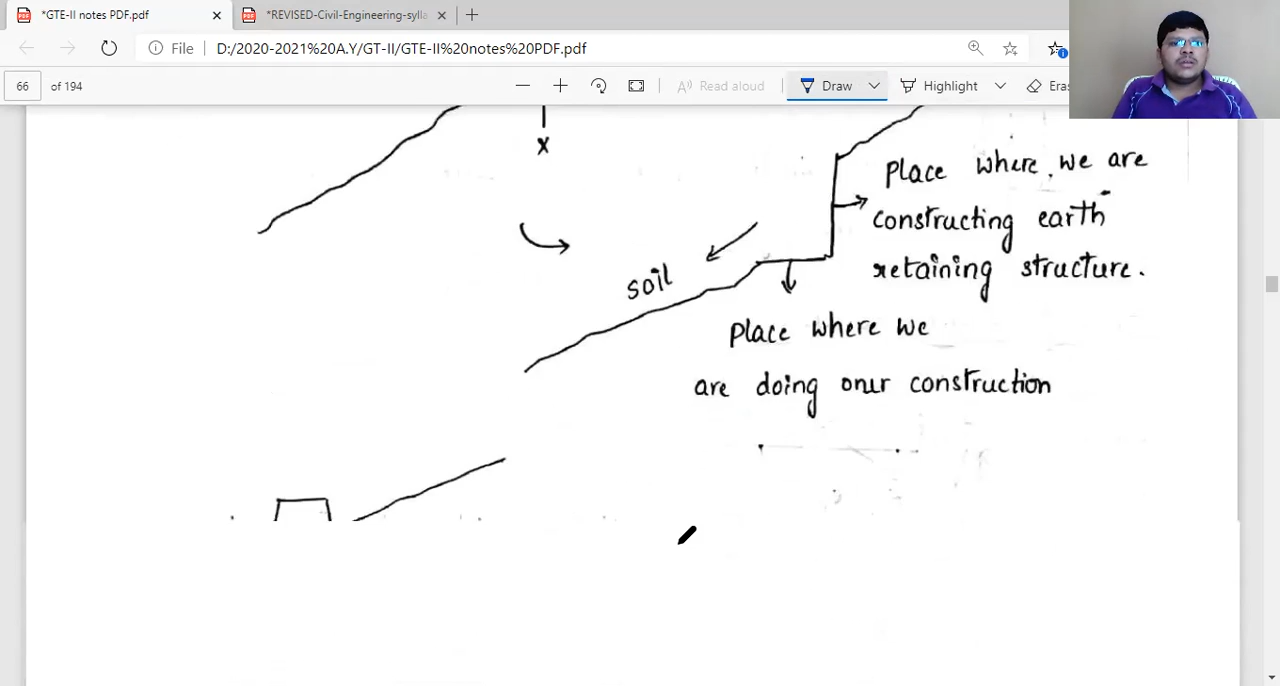 *GTE-II notes PDF.pdf
*REVISED-Civil-Engineering-sylla
File
D:/2020-2021%20A.Y/GT-II/GTE-II%20notes%20PDF.pdf
66 of 194
Read aloud
Draw
Highlight
Eras
x
Place where we are
constructing earth
retaining structure.
soil
Place where we
are doing onur construction